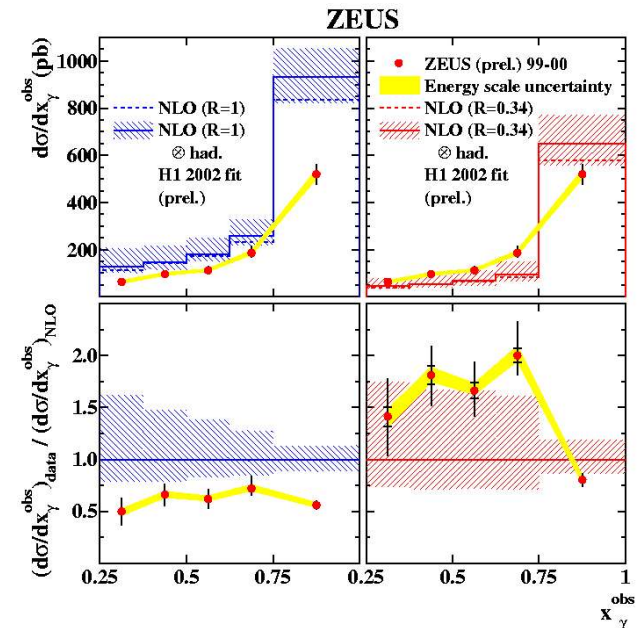 ZEUS
dσ/dx_γ^obs (pb)
1000
800
600
400
200
NLO (R=1)
NLO (R=1)
⊗ had.
H1 2002 fit
(prel.)
ZEUS (prel.) 99-00
Energy scale uncertainty
NLO (R=0.34)
NLO (R=0.34)
⊗ had.
H1 2002 fit
(prel.)
(dσ/dx_γ^obs)_data / (dσ/dx_γ^obs)_NLO
2.0
1.5
1.0
0.5
0.25 0.5 0.75 0.25 0.5 0.75 1
x_γ^obs